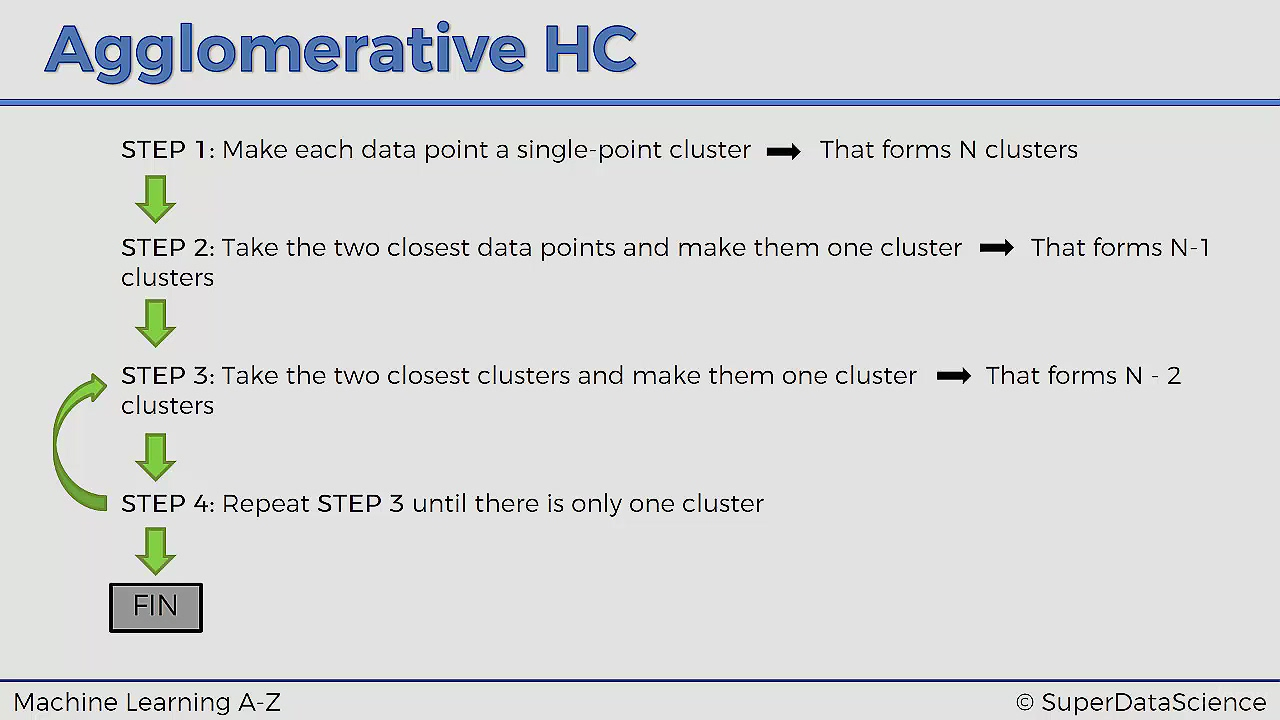 Agglomerative HC
STEP 1: Make each data point a single-point cluster ➡ That forms N clusters
STEP 2: Take the two closest data points and make them one cluster ➡ That forms N-1
clusters
STEP 3: Take the two closest clusters and make them one cluster ➡ That forms N - 2
clusters
STEP 4: Repeat STEP 3 until there is only one cluster
FIN
Machine Learning A-Z
© SuperDataScience